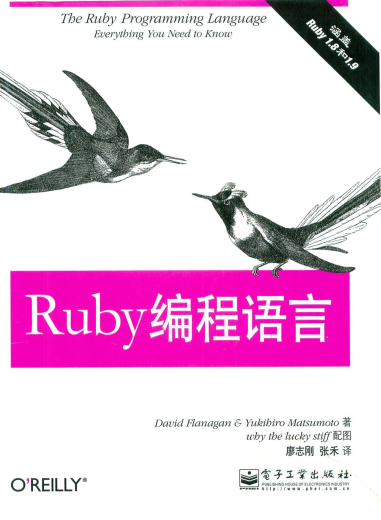 The Ruby Programming Language
Everything You Need to Know
涵盖
Ruby 1.8和1.9
Ruby编程语言
David Flanagan & Yukihiro Matsumoto 著
why the lucky stiff 配图
廖志刚 张禾 译
O'REILLY®
电子工业出版社·
PUBLISHING HOUSE OF ELECTRONICS INDUSTRY
http://www.phei.com.cn